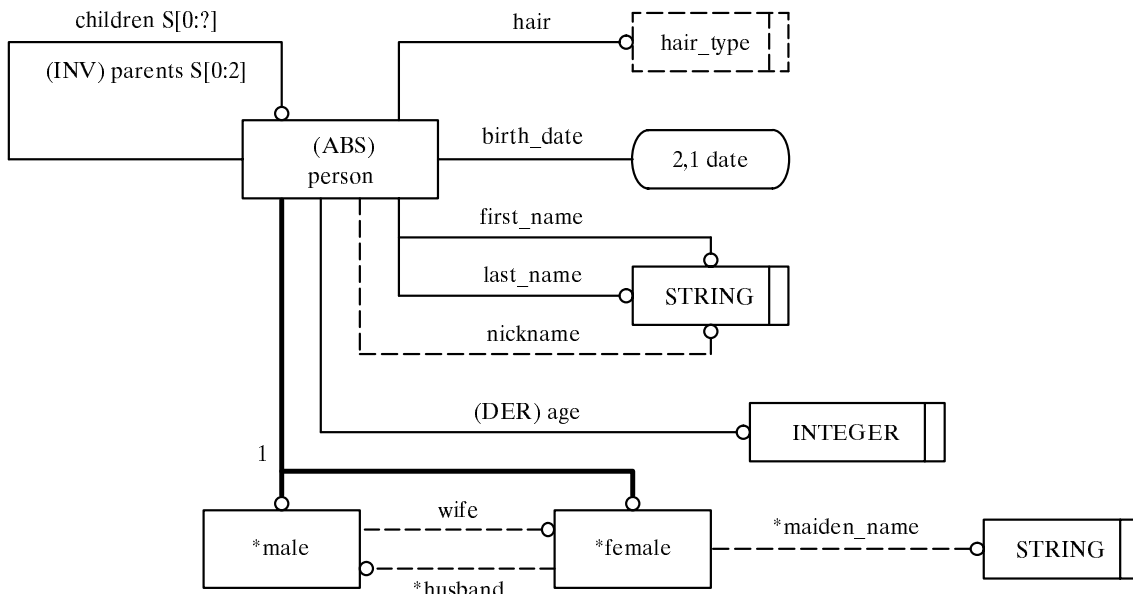 children S[0:?]
hair
hair_type
(INV) parents S[0:2]
(ABS)
person
birth_date
2,1 date
first_name
last_name
STRING
nickname
(DER) age
INTEGER
1
*male
wife
*female
*maiden_name
STRING
*husband